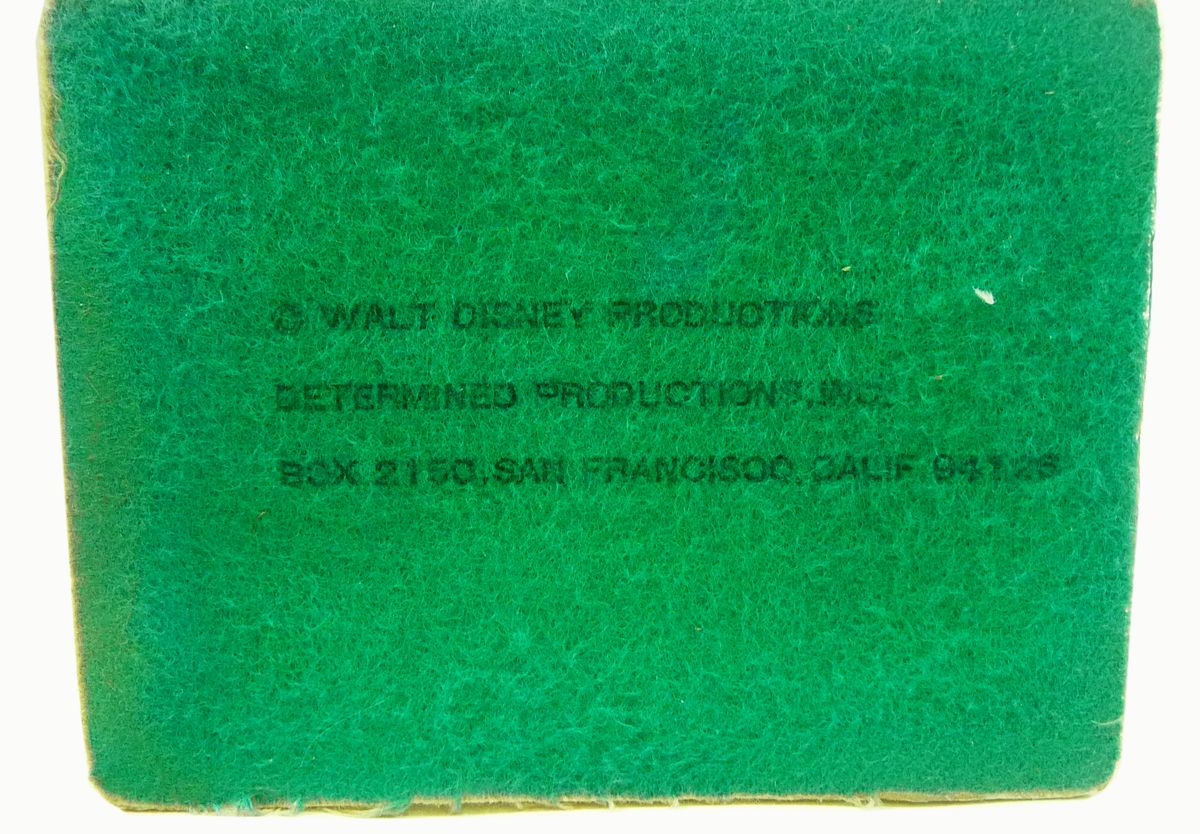 © WALT DISNEY PRODUCTIONS
DETERMINED PRODUCTIONS, INC.
BOX 2150, SAN FRANCISCO, CALIF 94126